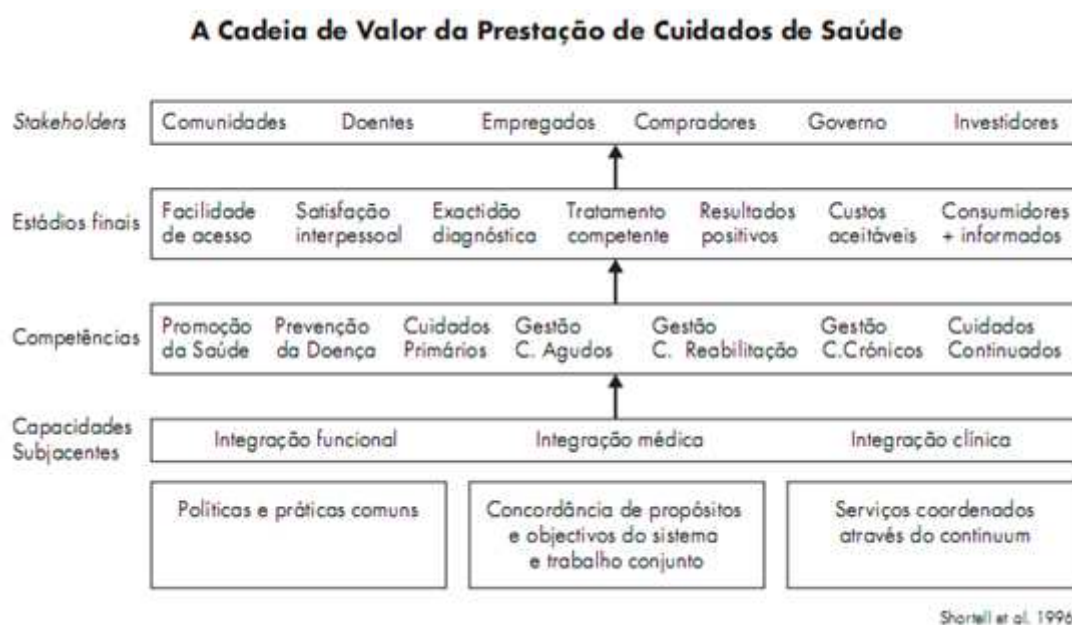 A Cadeia de Valor da Prestação de Cuidados de Saúde
Stakeholders Comunidades Doentes Empregados Compradores Governo Investidores
Estádios finais
Facilidade de acesso
Satisfação interpessoal
Exactidão diagnóstica
Tratamento competente
Resultados positivos
Custos aceitáveis
Consumidores + informados
Competências
Promoção da Saúde
Prevenção da Doença
Cuidados Primários
Gestão C. Agudos
Gestão C. Reabilitação
Gestão C.Crónicos
Cuidados Continuados
Capacidades
Subjacentes
Integração funcional Integração médica Integração clínica
Políticas e práticas comuns
Concordância de propósitos
e objectivos do sistema
e trabalho conjunto
Serviços coordenados
através do continuum
Shortell et al. 1996